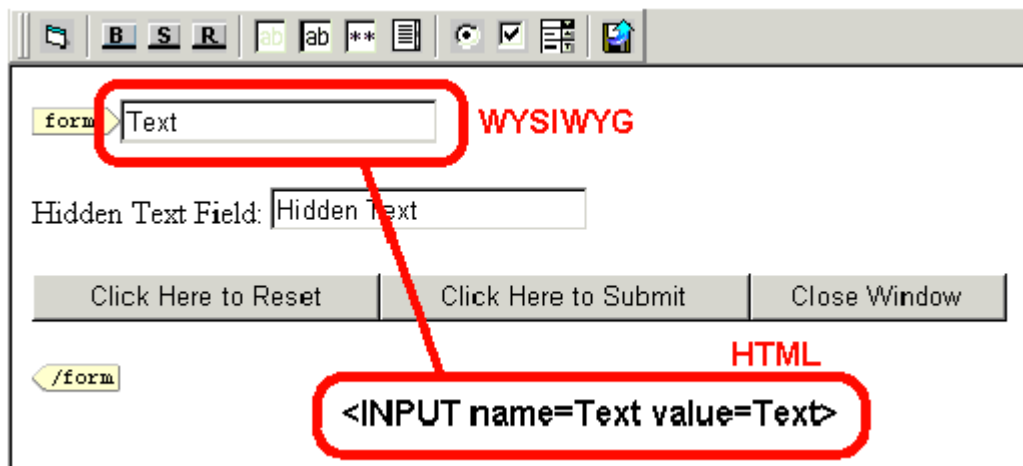 B S R ab ab **
form Text WYSIWYG
Hidden Text Field: Hidden Text
Click Here to Reset Click Here to Submit Close Window
HTML
/form
<INPUT name=Text value=Text>